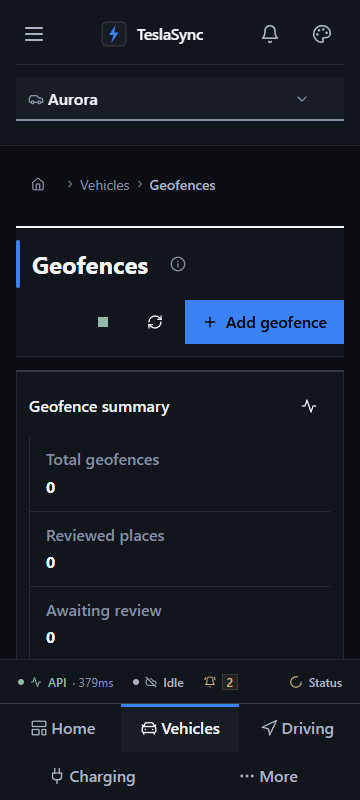 TeslaSync
Aurora
Vehicles Geofences
Geofences
Add geofence
Geofence summary
Total geofences
0
Reviewed places
0
Awaiting review
0
API · 379ms Idle 2 Status
Home Vehicles Driving
Charging More